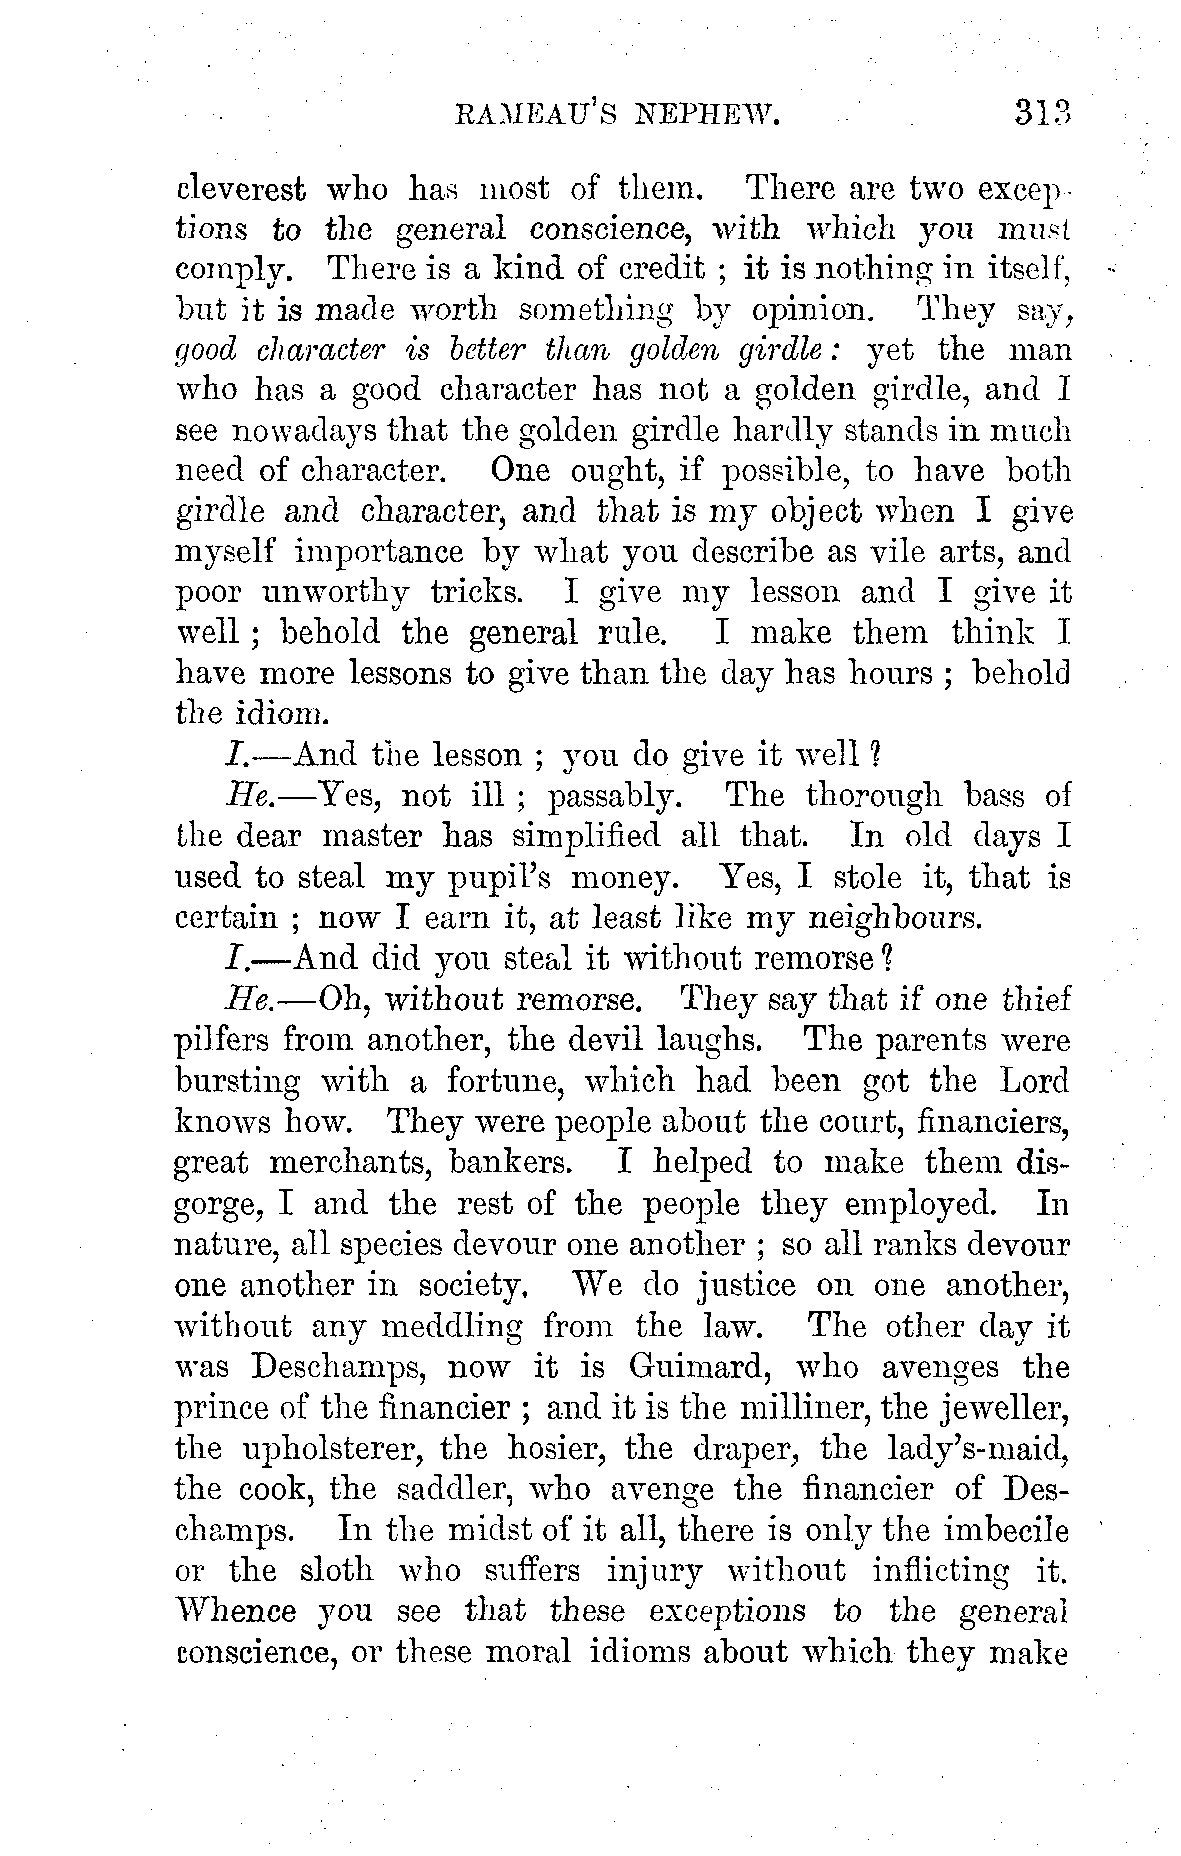 RAMEAU'S NEPHEW. 313
cleverest who has most of them. There are two excep-
tions to the general conscience, with which you must
comply. There is a kind of credit ; it is nothing in itself,
but it is made worth something by opinion. They say,
good character is better than golden girdle : yet the man
who has a good character has not a golden girdle, and I
see nowadays that the golden girdle hardly stands in much
need of character. One ought, if possible, to have both
girdle and character, and that is my object when I give
myself importance by what you describe as vile arts, and
poor unworthy tricks. I give my lesson and I give it
well ; behold the general rule. I make them think I
have more lessons to give than the day has hours ; behold
the idiom.
I.—And the lesson ; you do give it well ?
He.—Yes, not ill ; passably. The thorough bass of
the dear master has simplified all that. In old days I
used to steal my pupil's money. Yes, I stole it, that is
certain ; now I earn it, at least like my neighbours.
I.—And did you steal it without remorse ?
He.—Oh, without remorse. They say that if one thief
pilfers from another, the devil laughs. The parents were
bursting with a fortune, which had been got the Lord
knows how. They were people about the court, financiers,
great merchants, bankers. I helped to make them dis-
gorge, I and the rest of the people they employed. In
nature, all species devour one another ; so all ranks devour
one another in society. We do justice on one another,
without any meddling from the law. The other day it
was Deschamps, now it is Guimard, who avenges the
prince of the financier ; and it is the milliner, the jeweller,
the upholsterer, the hosier, the draper, the lady's-maid,
the cook, the saddler, who avenge the financier of Des-
champs. In the midst of it all, there is only the imbecile
or the sloth who suffers injury without inflicting it.
Whence you see that these exceptions to the general
conscience, or these moral idioms about which they make